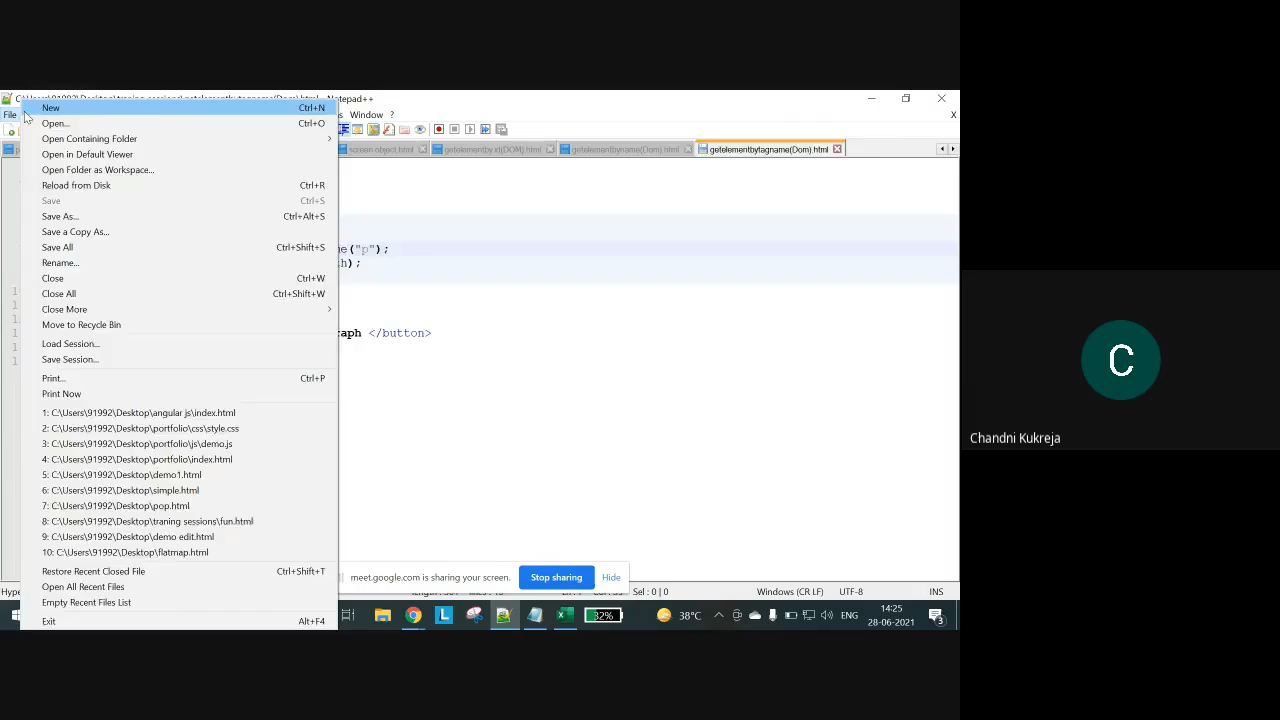 Notepad++
File
Window ?
X
New Ctrl+N
Open... Ctrl+O
Open Containing Folder
Open in Default Viewer
Open Folder as Workspace...
Reload from Disk Ctrl+R
Save Ctrl+S
Save As... Ctrl+Alt+S
Save a Copy As...
Save All Ctrl+Shift+S
Rename...
Close Ctrl+W
Close All Ctrl+Shift+W
Close More
Move to Recycle Bin
Load Session...
Save Session...
Print... Ctrl+P
Print Now
1: C:\Users\91992\Desktop\angular js\index.html
2: C:\Users\91992\Desktop\portfolio\css\style.css
3: C:\Users\91992\Desktop\portfolio\js\demo.js
4: C:\Users\91992\Desktop\portfolio\index.html
5: C:\Users\91992\Desktop\demo1.html
6: C:\Users\91992\Desktop\simple.html
7: C:\Users\91992\Desktop\pop.html
8: C:\Users\91992\Desktop\traning sessions\fun.html
9: C:\Users\91992\Desktop\demo edit.html
10: C:\Users\91992\Desktop\flatmap.html
Restore Recent Closed File Ctrl+Shift+T
Open All Recent Files
Empty Recent Files List
Exit Alt+F4
screen object.html getelementbyname(Dom).html getelementbytagname(Dom).html
("p");
);
</button>
meet.google.com is sharing your screen. Stop sharing Hide
Windows (CR LF) UTF-8 INS
Sel : 0 | 0
L 32% 38°C ENG 14:25
28-06-2021 3
C
Chandni Kukreja